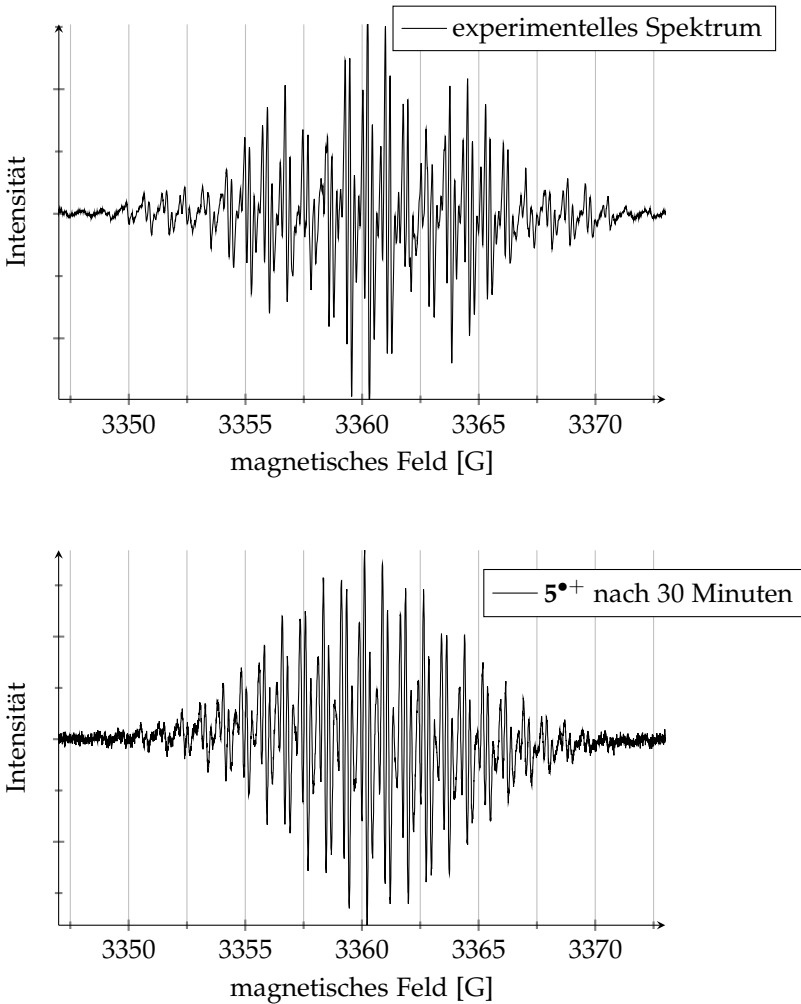 experimentelles Spektrum
Intensität
3350 3355 3360 3365 3370
magnetisches Feld [G]
5●+ nach 30 Minuten
Intensität
3350 3355 3360 3365 3370
magnetisches Feld [G]